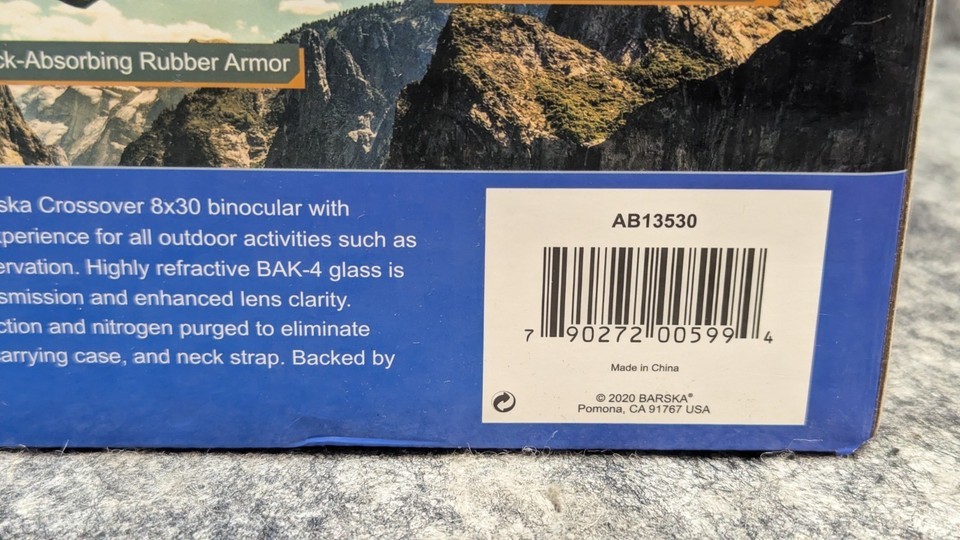 ck-Absorbing Rubber Armor
ska Crossover 8x30 binocular with
xperience for all outdoor activities such as
ervation. Highly refractive BAK-4 glass is
smission and enhanced lens clarity.
ction and nitrogen purged to eliminate
carrying case, and neck strap. Backed by
AB13530
7 90272 00599 4
Made in China
© 2020 BARSKA®
Pomona, CA 91767 USA